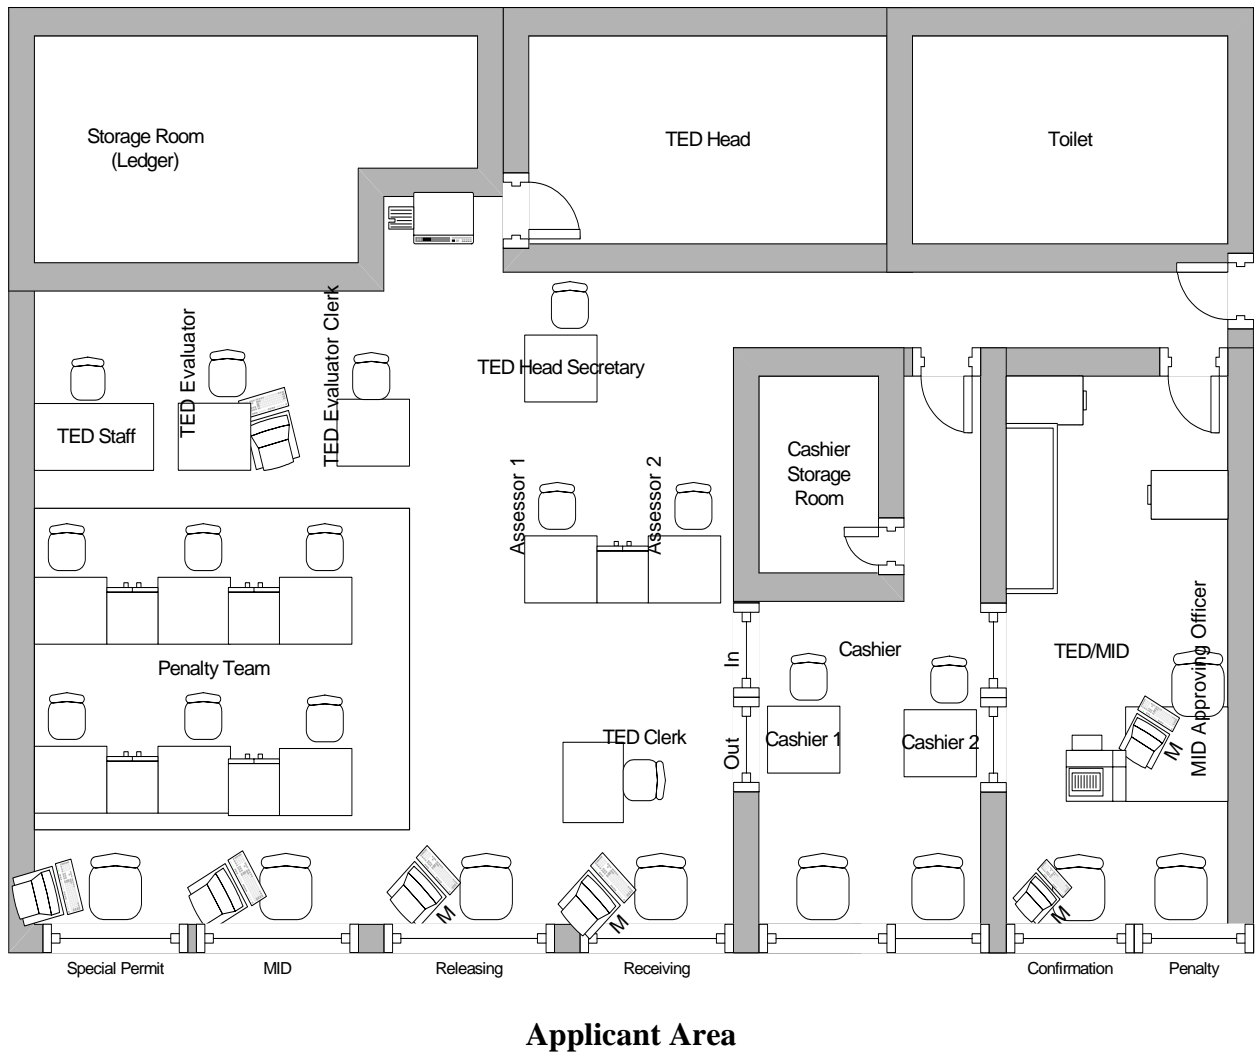 Storage Room
(Ledger)
TED Head
Toilet
TED Staff
TED Evaluator
TED Evaluator Clerk
TED Head Secretary
Assessor 1
Assessor 2
Cashier
Storage
Room
Penalty Team
TED Clerk
In
Out
Cashier
Cashier 1
Cashier 2
TED/MID
MID Approving Officer
M
M
M
M
Special Permit
MID
Releasing
Receiving
Confirmation
Penalty
Applicant Area